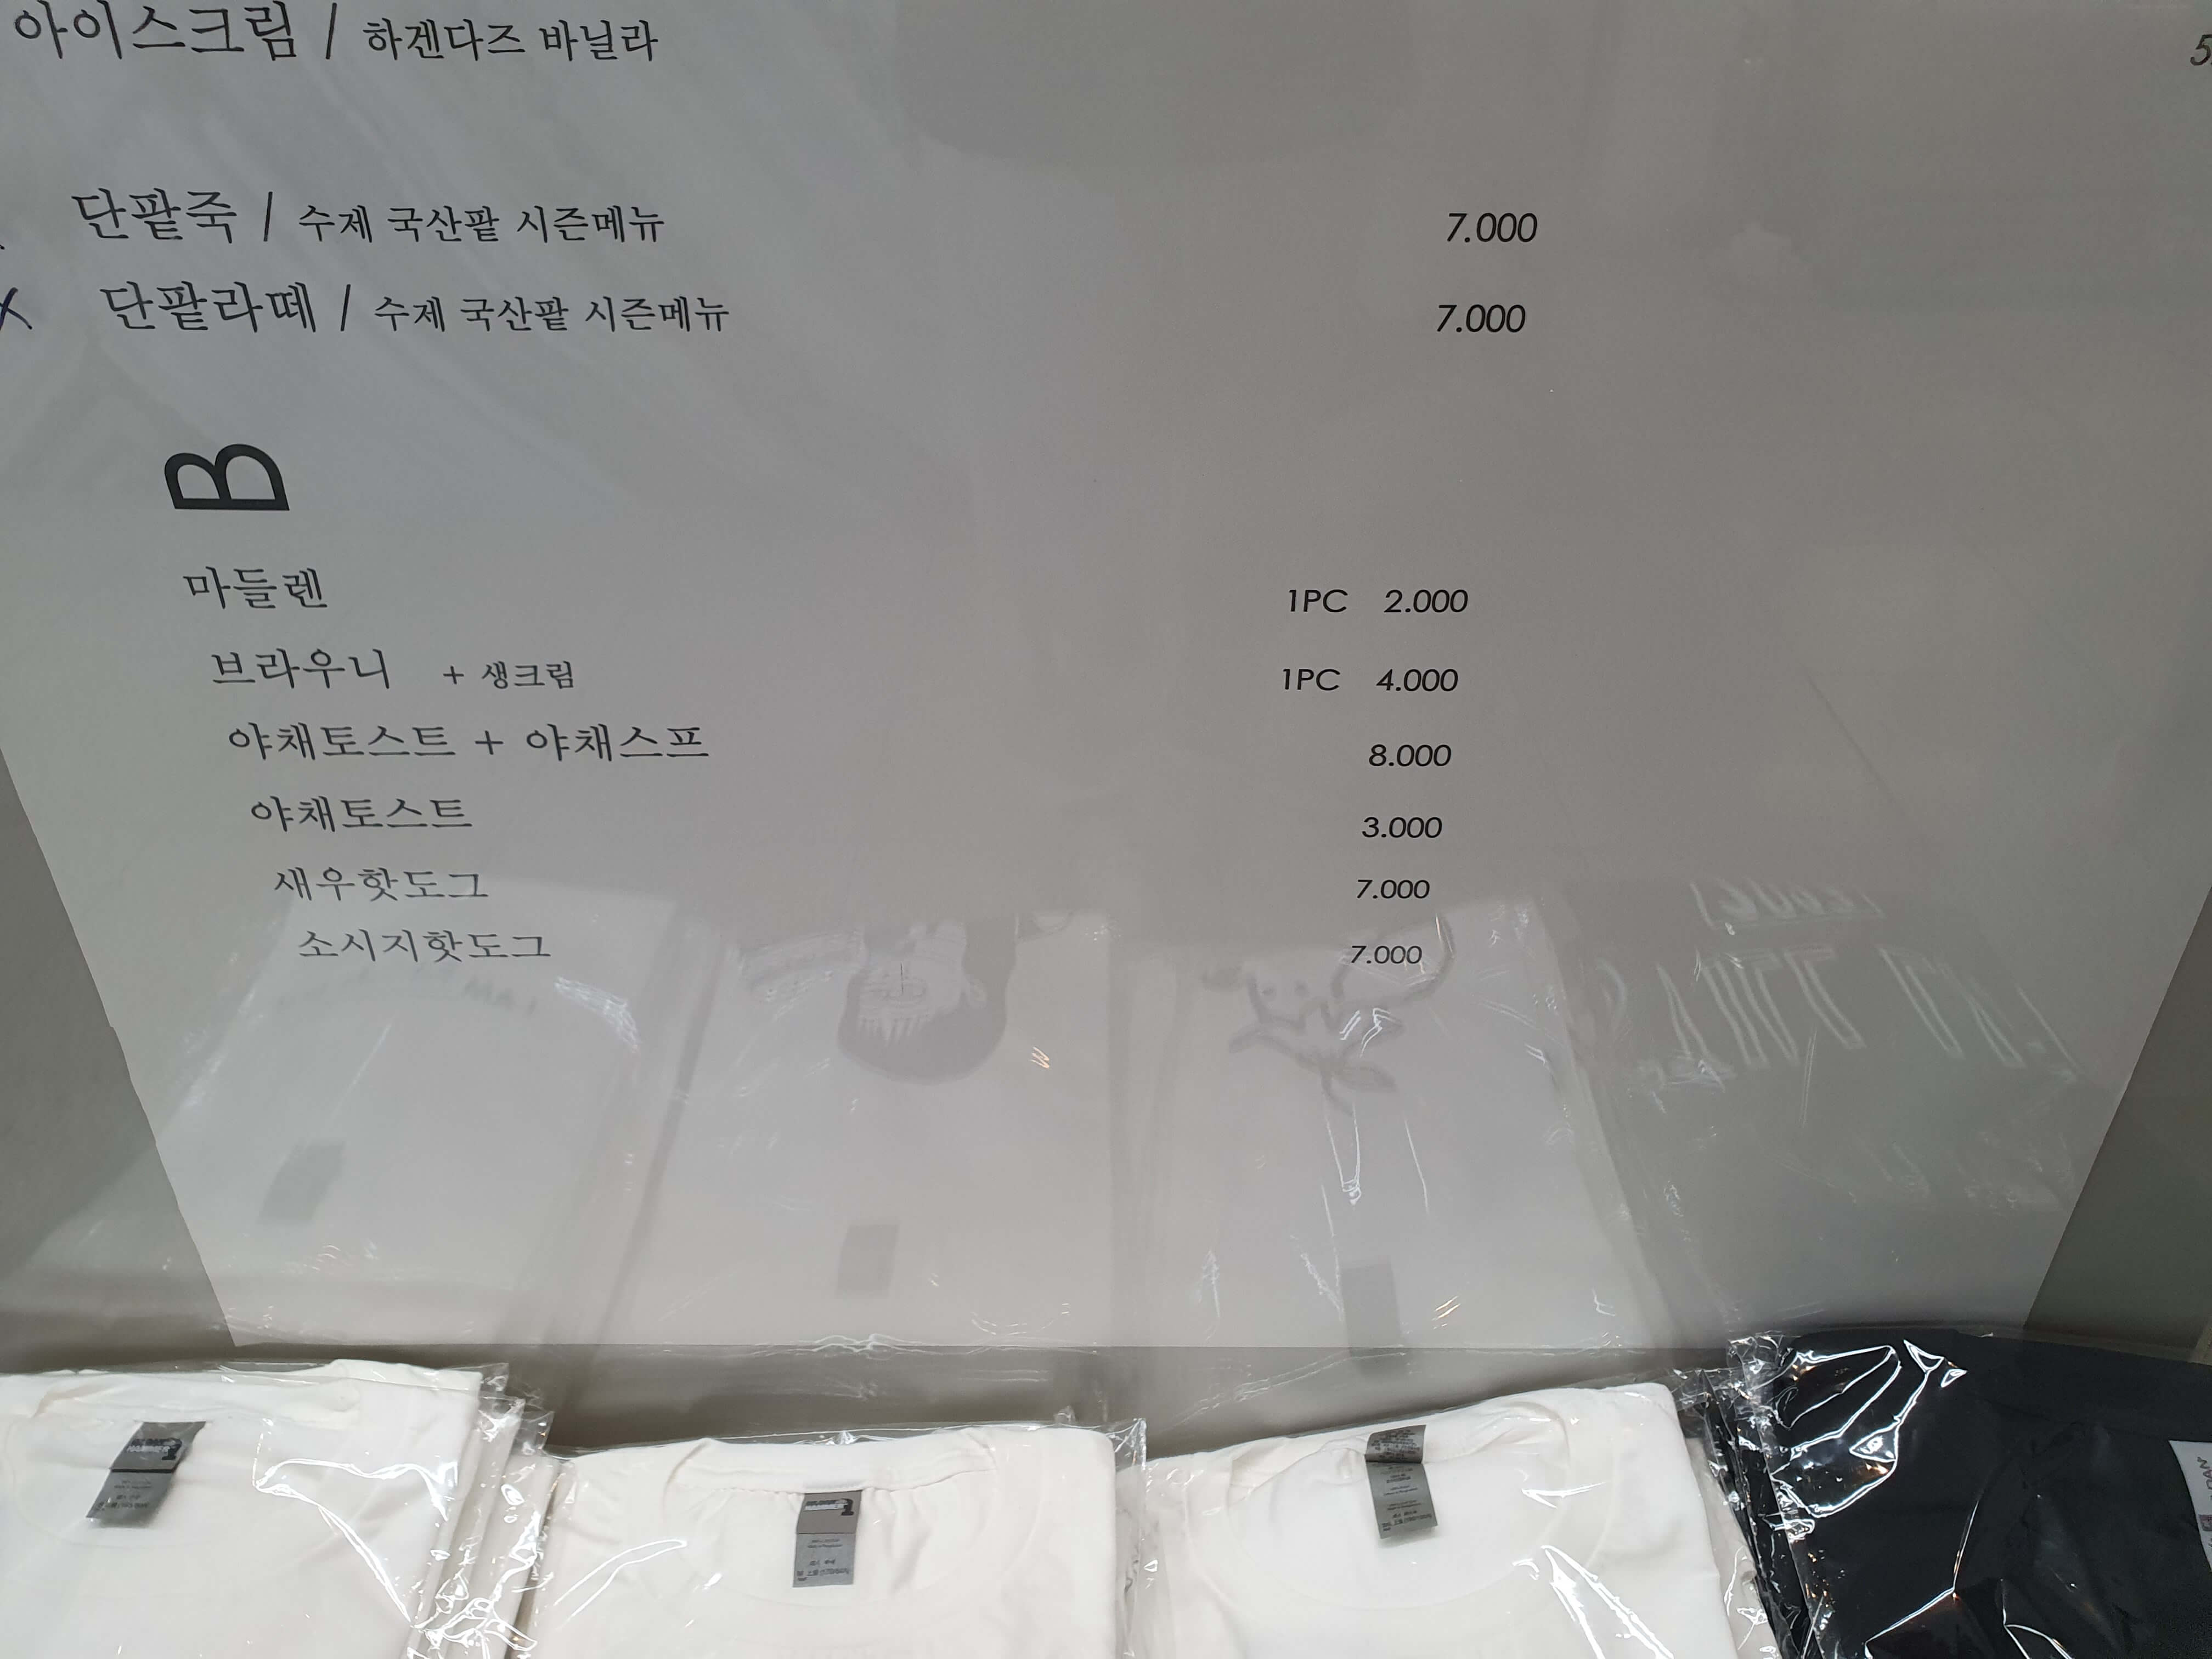 아이스크림 / 하겐다즈 바닐라
단팥죽 / 수제 국산팥 시즌메뉴 7.000
단팥라떼 / 수제 국산팥 시즌메뉴 7.000
B
마들렌 1PC 2.000
브라우니 + 생크림 1PC 4.000
야채토스트 + 야채스프 8.000
야채토스트 3.000
새우핫도그 7.000
소시지핫도그 7.000